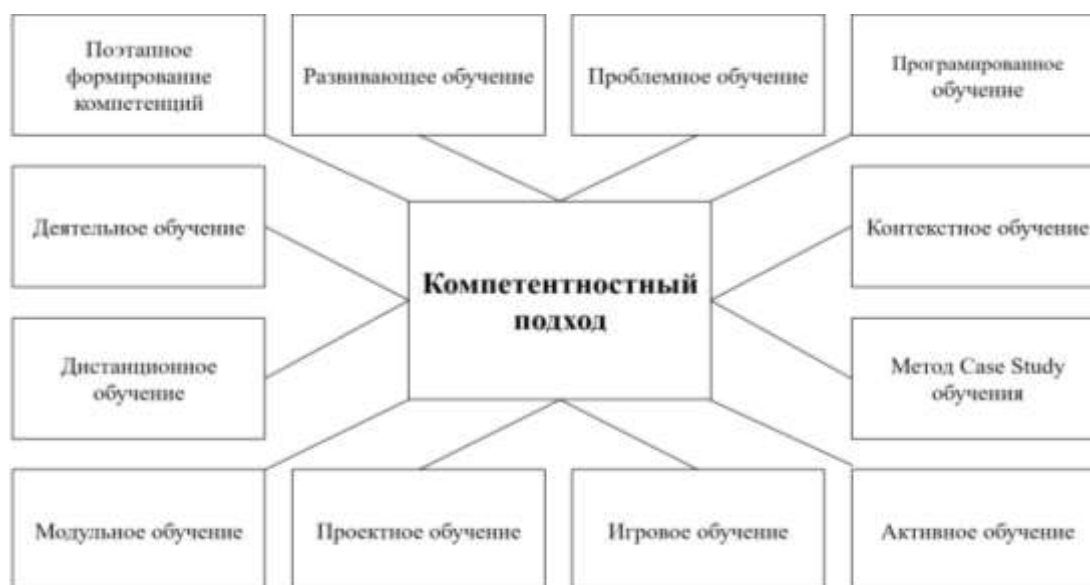 Поэтапное
формирование
компетенций
Развивающее обучение
Проблемное обучение
Програмированное
обучение
Деятельное обучение
Контекстное обучение
Компетентностный
подход
Дистанционное
обучение
Метод Case Study
обучения
Модульное обучение
Проектное обучение
Игровое обучение
Активное обучение